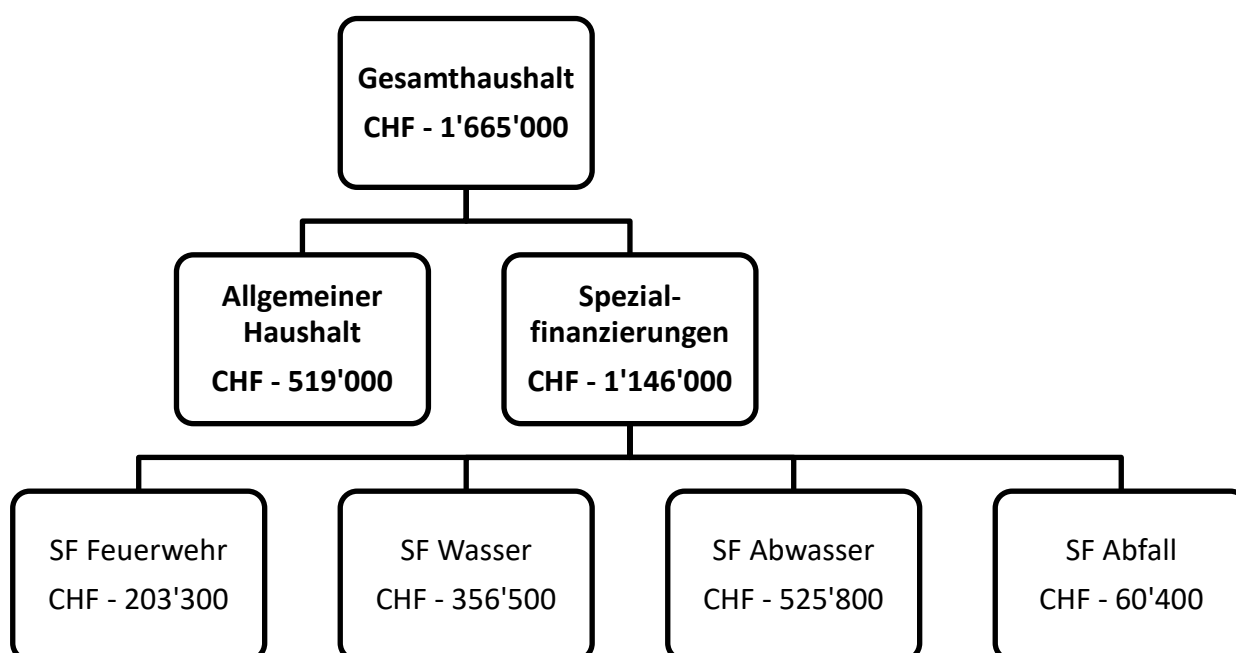 Gesamthaushalt
CHF - 1'665'000
Allgemeiner
Haushalt
CHF - 519'000
Spezial-
finanzierungen
CHF - 1'146'000
SF Feuerwehr
CHF - 203'300
SF Wasser
CHF - 356'500
SF Abwasser
CHF - 525'800
SF Abfall
CHF - 60'400